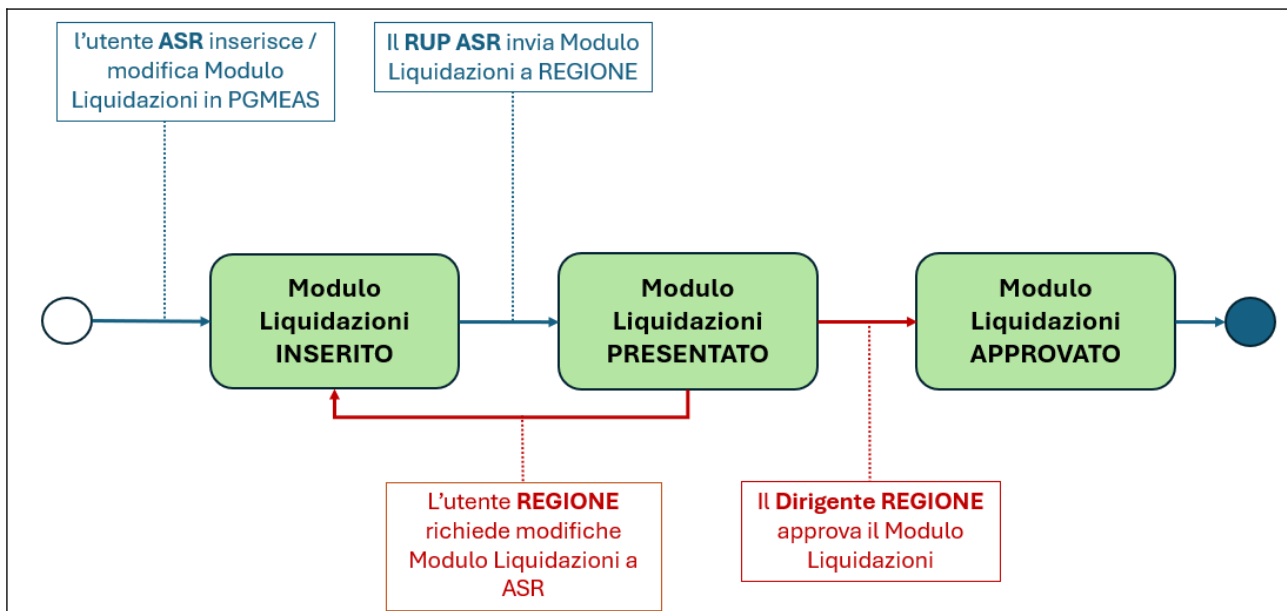 l’utente ASR inserisce /
modifica Modulo
Liquidazioni in PGMEAS
Il RUP ASR invia Modulo
Liquidazioni a REGIONE
Modulo
Liquidazioni
INSERITO
Modulo
Liquidazioni
PRESENTATO
Modulo
Liquidazioni
APPROVATO
L’utente REGIONE
richiede modifiche
Modulo Liquidazioni a
ASR
Il Dirigente REGIONE
approva il Modulo
Liquidazioni